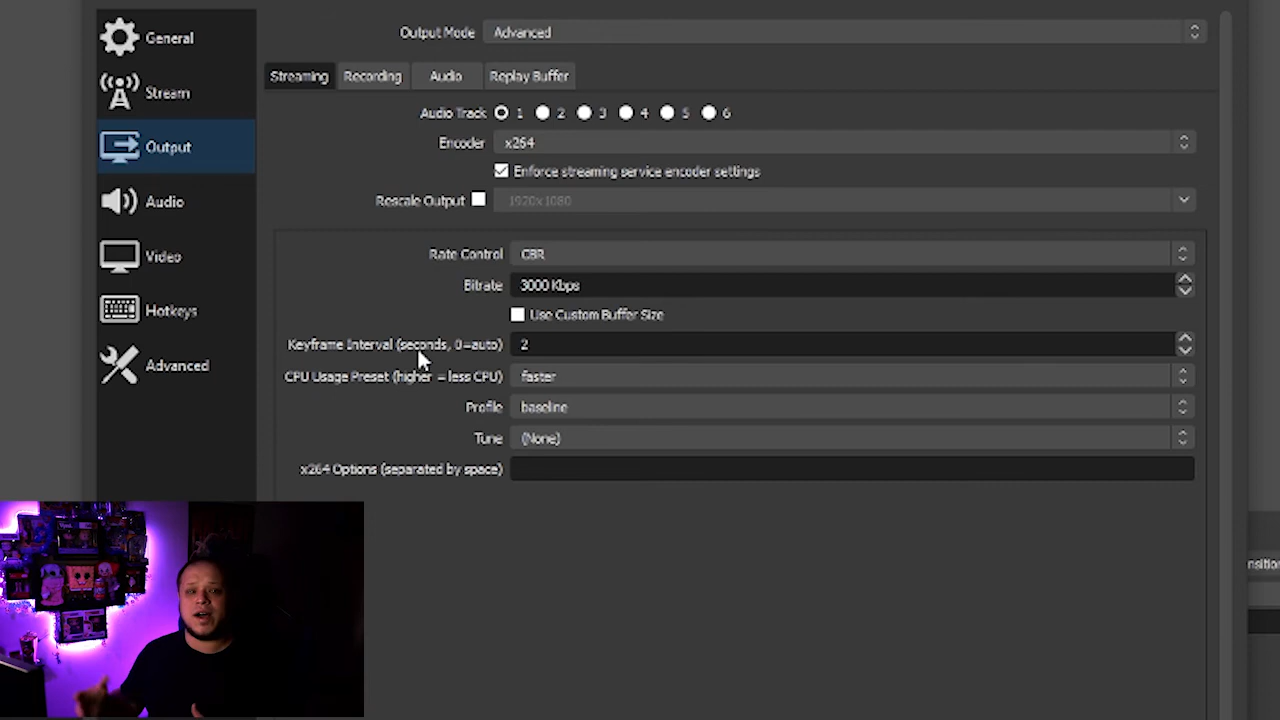 General
Stream
Output
Audio
Video
Hotkeys
Advanced
Output Mode Advanced
Streaming Recording Audio Replay Buffer
Audio Track 1 2 3 4 5 6
Encoder x264
Enforce streaming service encoder settings
Rescale Output 1920x1080
Rate Control CBR
Bitrate 3000 Kbps
Use Custom Buffer Size
Keyframe Interval (seconds, 0=auto) 2
CPU Usage Preset (higher = less CPU) faster
Profile baseline
Tune (None)
x264 Options (separated by space)
nsition